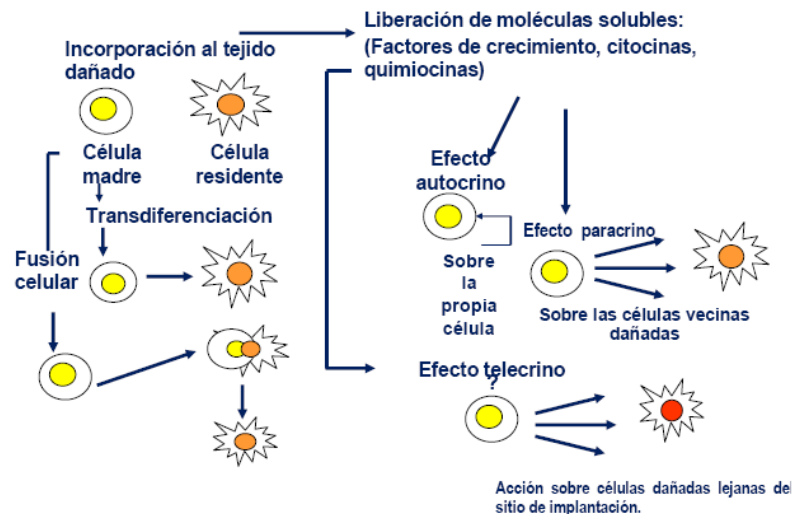 Incorporación al tejido
dañado
Célula
madre
Célula
residente
Transdiferenciación
Fusión
celular
Liberación de moléculas solubles:
(Factores de crecimiento, citocinas,
quimiocinas)
Efecto
autocrino
Sobre
la
propia
célula
Efecto paracrino
Sobre las células vecinas
dañadas
Efecto telecrino
?
Acción sobre células dañadas lejanas del
sitio de implantación.